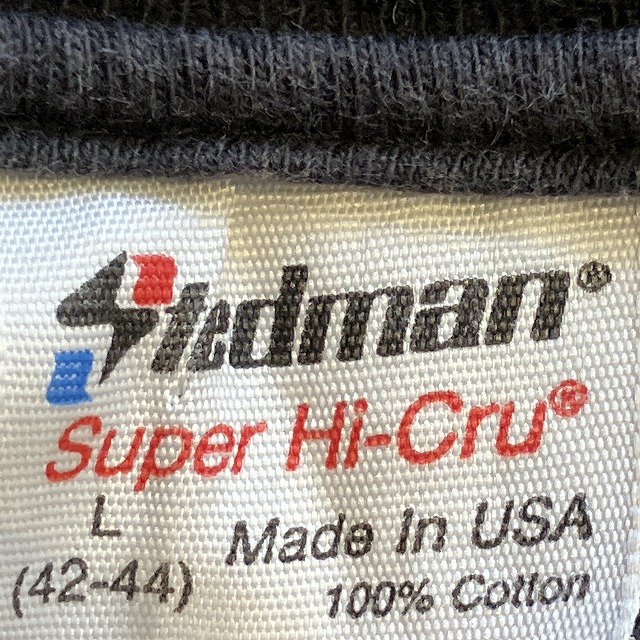 Stedman®
Super Hi-Cru®
L
Made In USA
(42-44)
100% Cotton